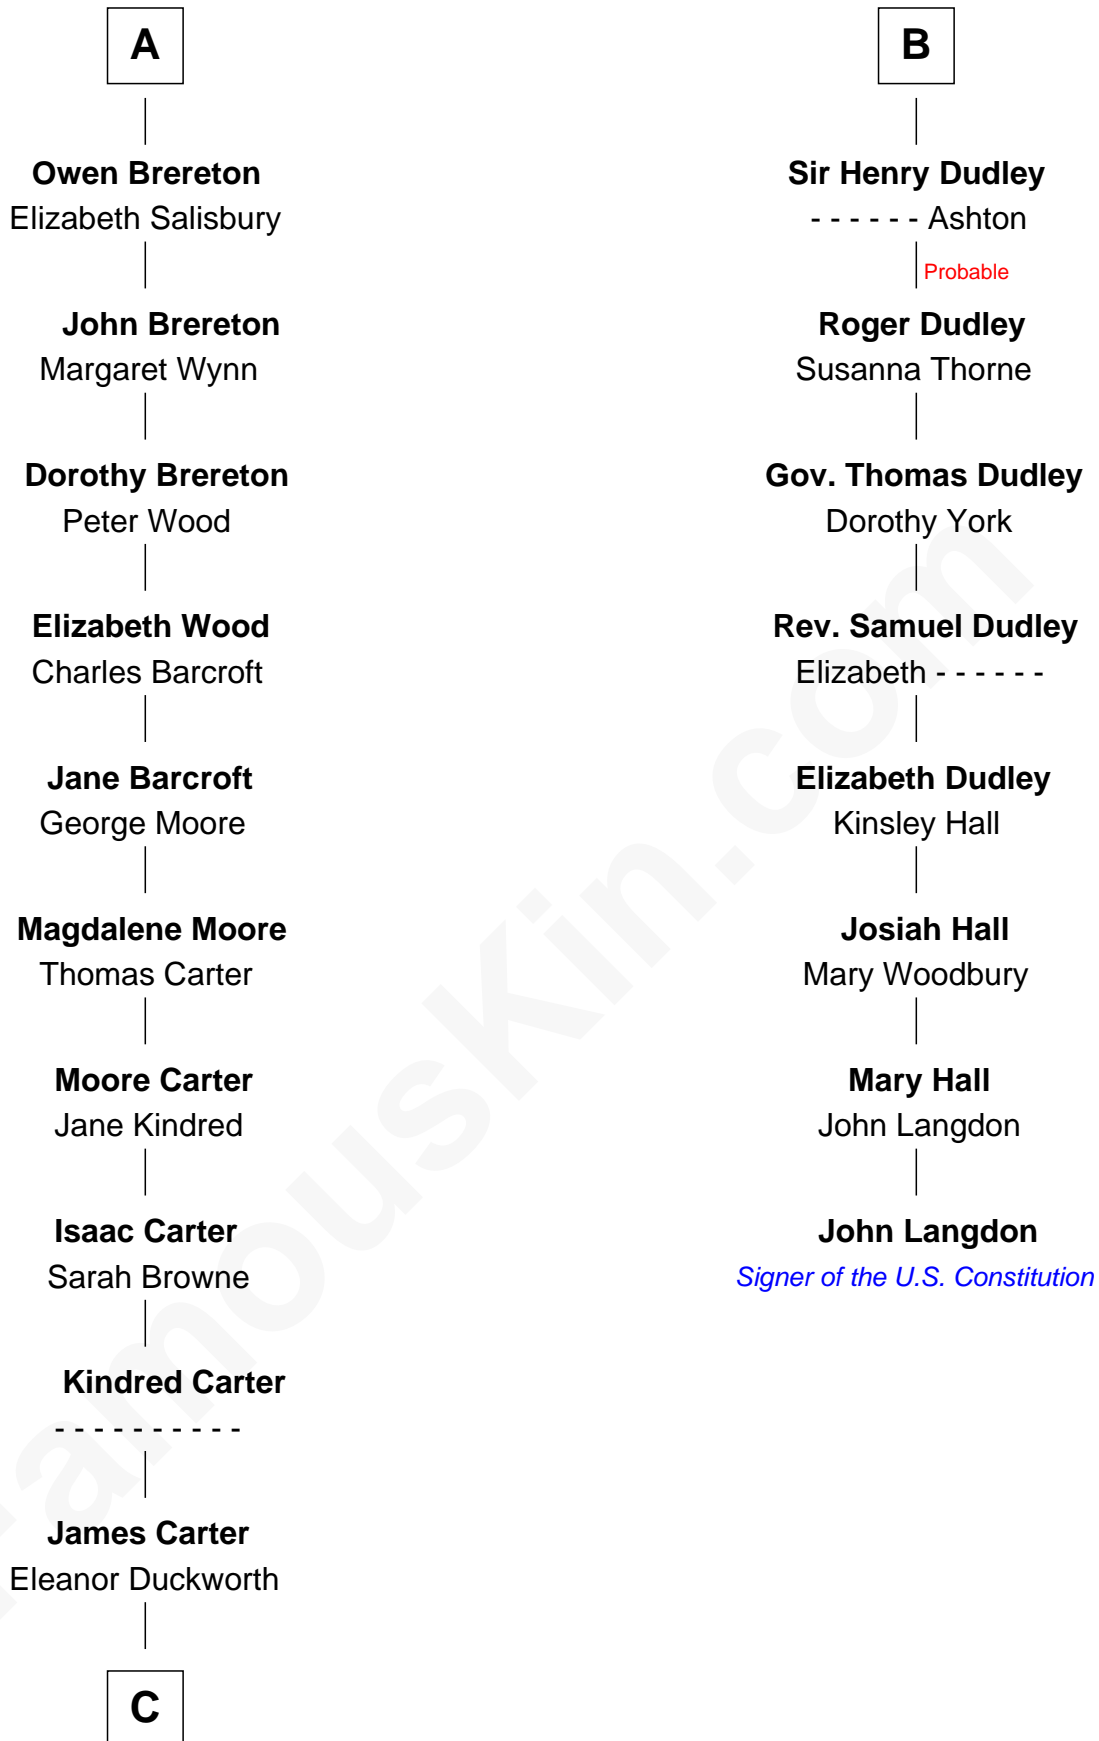 A
Owen Brereton
Elizabeth Salisbury
John Brereton
Margaret Wynn
Dorothy Brereton
Peter Wood
Elizabeth Wood
Charles Barcroft
Jane Barcroft
George Moore
Magdalene Moore
Thomas Carter
Moore Carter
Jane Kindred
Isaac Carter
Sarah Browne
Kindred Carter
- - - - - - - - - -
James Carter
Eleanor Duckworth
C
B
Sir Henry Dudley
- - - - - - Ashton
Probable
Roger Dudley
Susanna Thorne
Gov. Thomas Dudley
Dorothy York
Rev. Samuel Dudley
Elizabeth - - - - - -
Elizabeth Dudley
Kinsley Hall
Josiah Hall
Mary Woodbury
Mary Hall
John Langdon
John Langdon
Signer of the U.S. Constitution
FamousKin.com